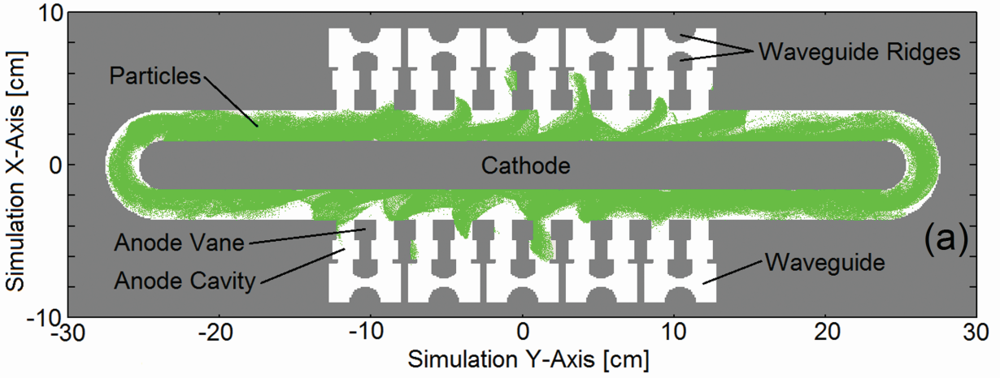 10
Waveguide Ridges
Particles
Simulation X-Axis [cm]
0
Cathode
Anode Vane
(a)
Anode Cavity
Waveguide
-10
-30
-20
-10
0
10
20
30
Simulation Y-Axis [cm]